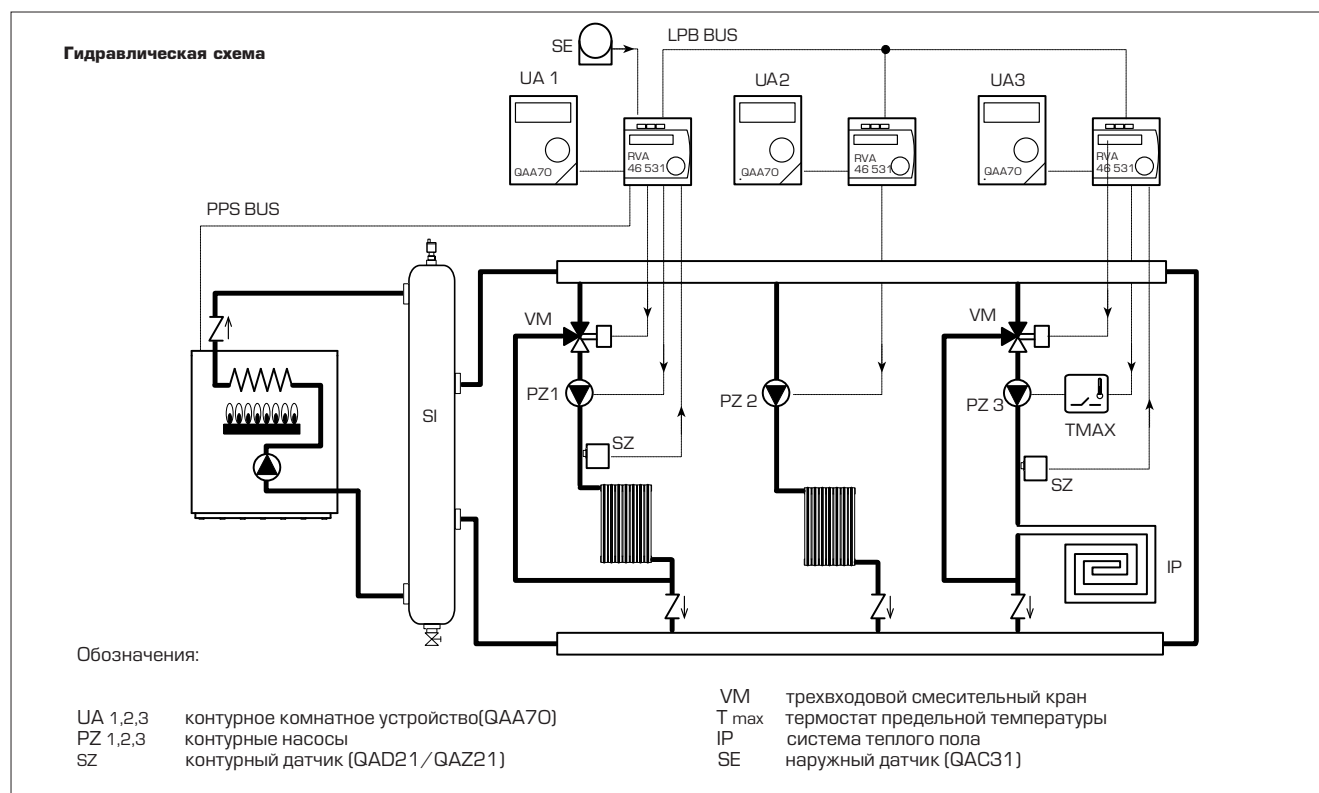 Гидравлическая схема
SE
LPB BUS
UA 1
UA2
UA3
QAA70
RVA
46 531
QAA70
RVA
46 531
QAA70
RVA
46 531
PPS BUS
VM
VM
SI
PZ1
PZ 2
PZ 3
TMAX
SZ
SZ
IP
Обозначения:
UA 1,2,3 контурное комнатное устройство(QAA70)
PZ 1,2,3 контурные насосы
SZ контурный датчик (QAD21/QAZ21)
VM трехвходовой смесительный кран
T max термостат предельной температуры
IP система теплого пола
SE наружный датчик (QAC31)